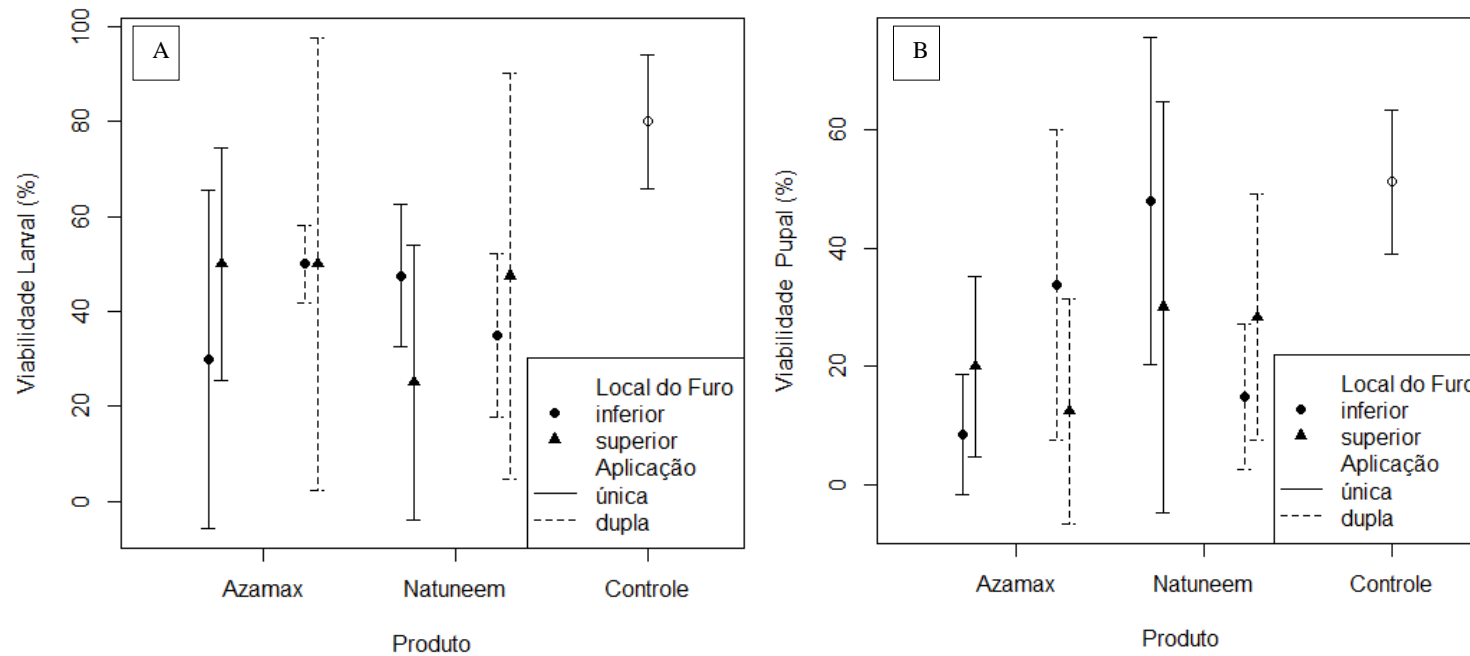 A
Viabilidade Larval (%)
100
80
60
40
20
0
Local do Furo
inferior
superior
Aplicação
única
dupla
Azamax
Natuneem
Controle
Produto
B
Viabilidade Pupal (%)
60
40
20
0
Local do Furo
inferior
superior
Aplicação
única
dupla
Azamax
Natuneem
Controle
Produto